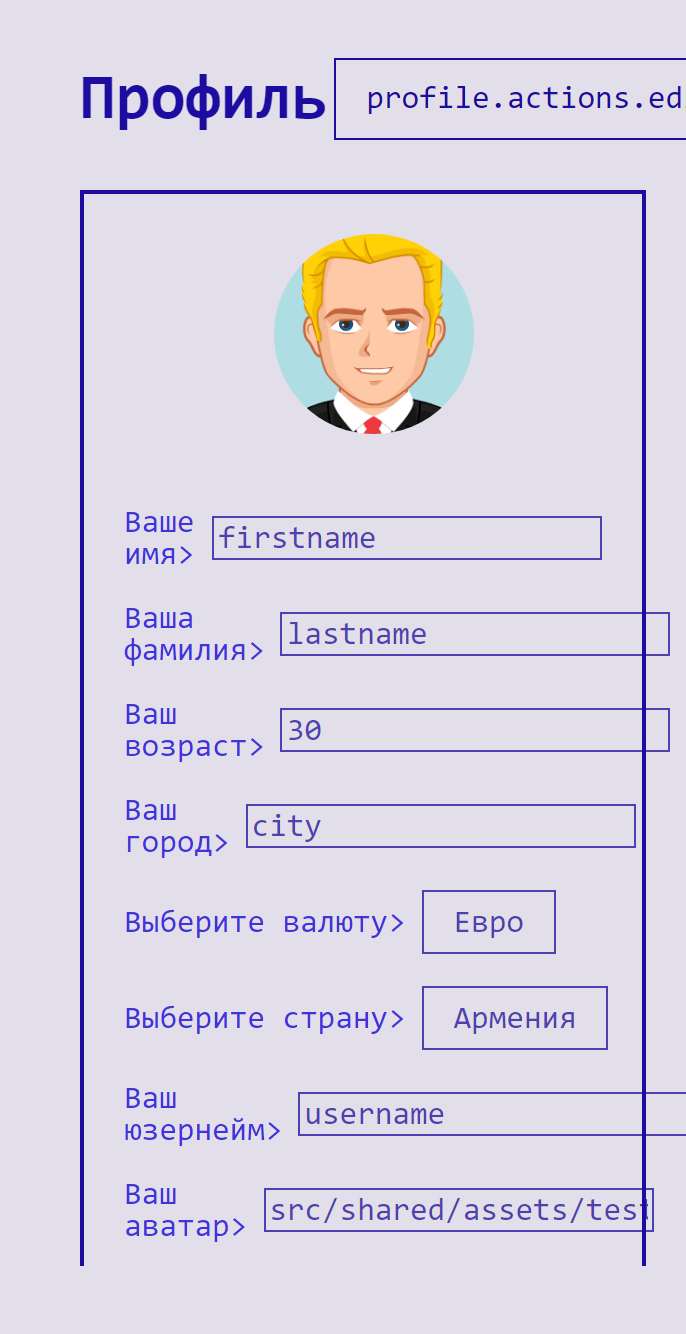 Профиль profile.actions.ed
Ваше
имя> firstname
Ваша
фамилия> lastname
Ваш
возраст> 30
Ваш
город> city
Выберите валюту> Евро
Выберите страну> Армения
Ваш
юзернейм> username
Ваш
аватар> src/shared/assets/test